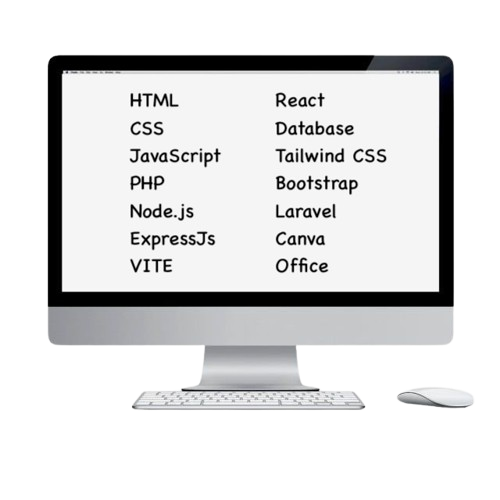 HTML
CSS
JavaScript
PHP
Node.js
ExpressJs
VITE
React
Database
Tailwind CSS
Bootstrap
Laravel
Canva
Office